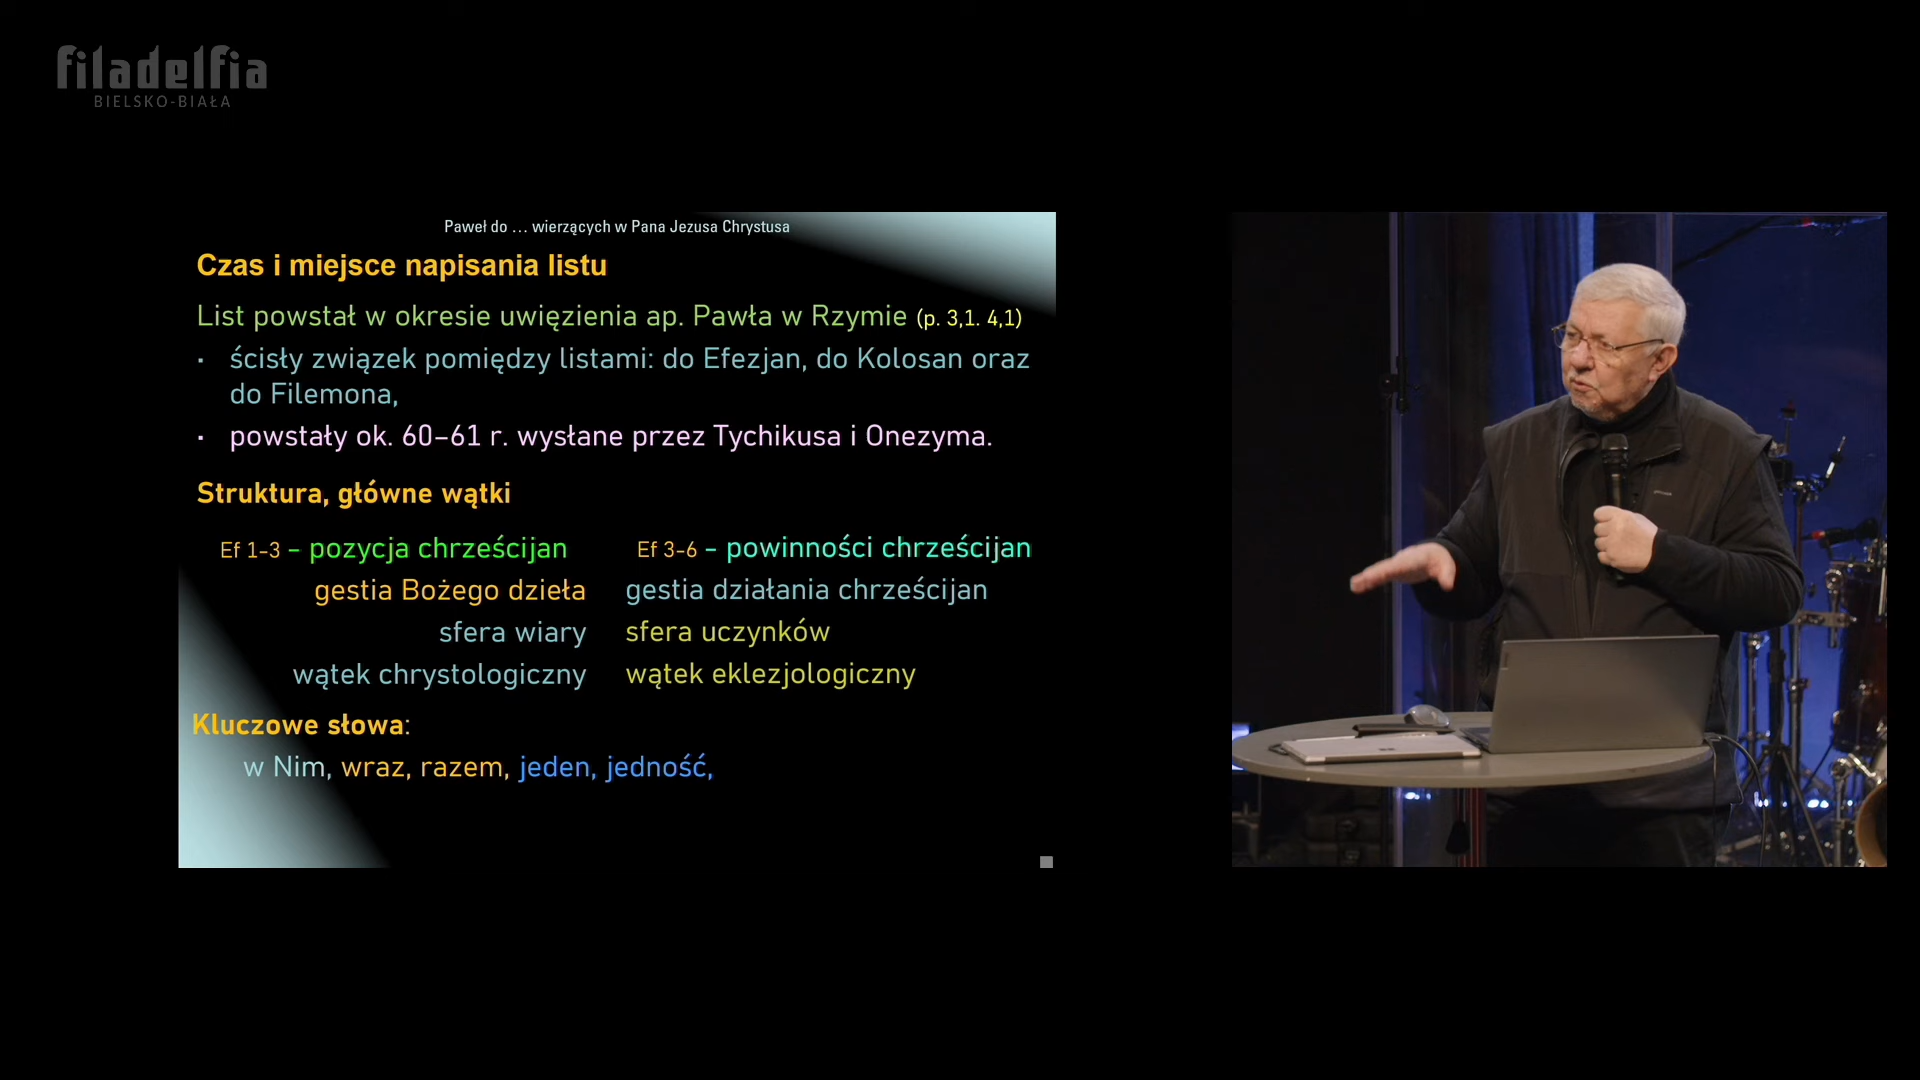 filadelfia
BIELSKO-BIAŁA
Paweł do … wierzących w Pana Jezusa Chrystusa
Czas i miejsce napisania listu
List powstał w okresie uwięzienia ap. Pawła w Rzymie (p. 3,1. 4,1)
· ścisły związek pomiędzy listami: do Efezjan, do Kolosan oraz
do Filemona,
· powstały ok. 60–61 r. wysłane przez Tychikusa i Onezyma.
Struktura, główne wątki
Ef 1-3 – pozycja chrześcijan
gestia Bożego dzieła
sfera wiary
wątek chrystologiczny
Ef 3-6 – powinności chrześcijan
gestia działania chrześcijan
sfera uczynków
wątek eklezjologiczny
Kluczowe słowa:
w Nim, wraz, razem, jeden, jedność,